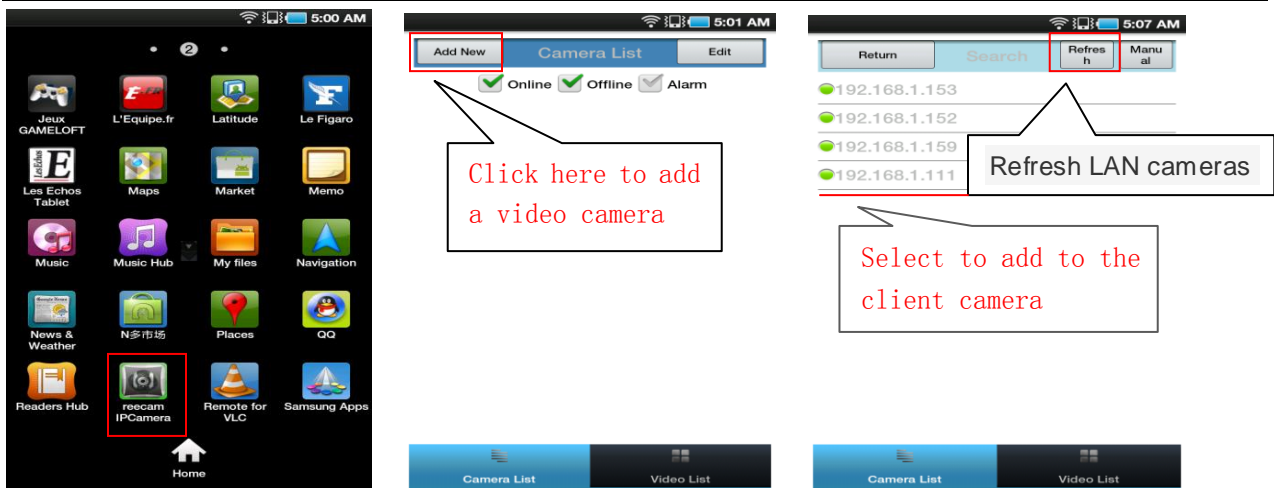 5:00 AM
2
Jeux GAMELOFT
L'Equipe.fr
Latitude
Le Figaro
Les Echos
E
Les Echos Tablet
Maps
Market
Memo
Music
Music Hub
My files
Navigation
Google News
News & Weather
N多市场
Places
QQ
Readers Hub
reecam IPCamera
Remote for VLC
Samsung Apps
Home
5:01 AM
Add New
Camera List
Edit
Online
Offline
Alarm
Click here to add
a video camera
Camera List
Video List
5:07 AM
Return
Search
Refres
h
Manu
al
192.168.1.153
192.168.1.152
192.168.1.159
192.168.1.111
Refresh LAN cameras
Select to add to the
client camera
Camera List
Video List